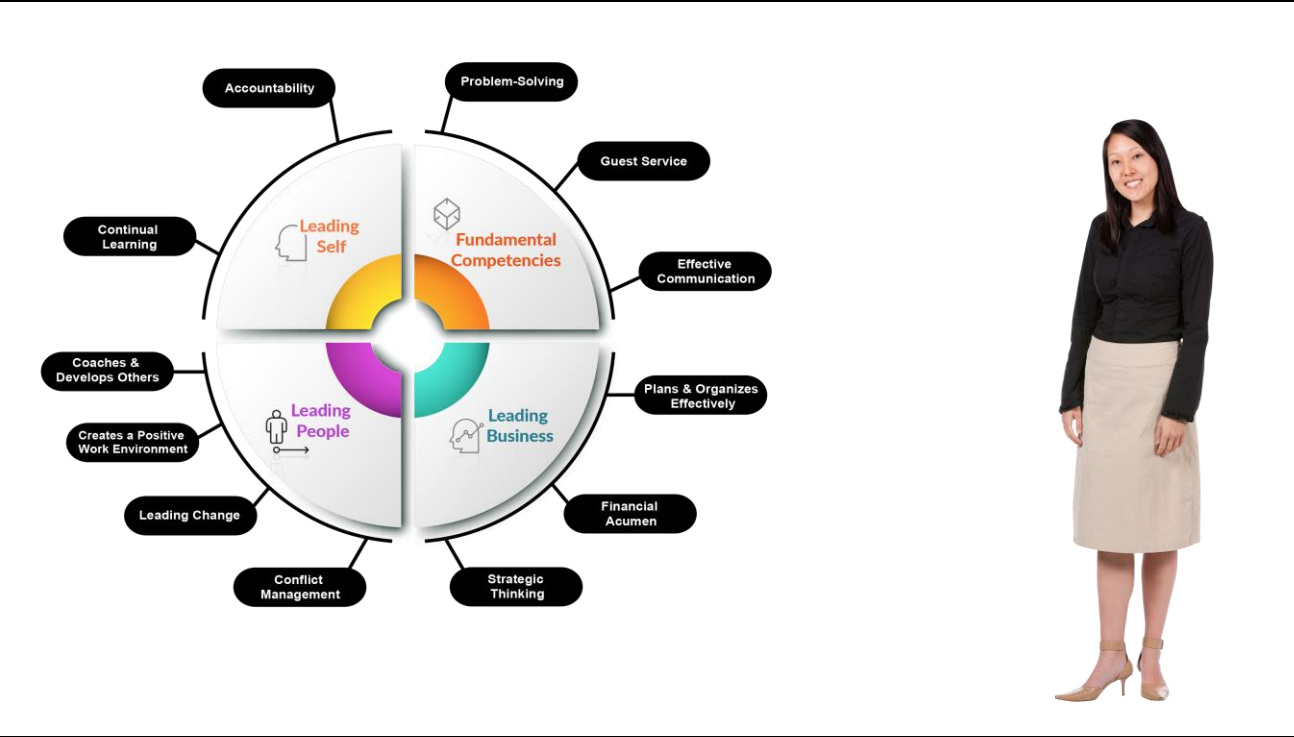 Accountability
Problem-Solving
Guest Service
Continual
Learning
Leading
Self
Fundamental
Competencies
Effective
Communication
Coaches &
Develops Others
Plans & Organizes
Effectively
Creates a Positive
Work Environment
Leading
People
Leading
Business
Leading Change
Financial
Acumen
Conflict
Management
Strategic
Thinking